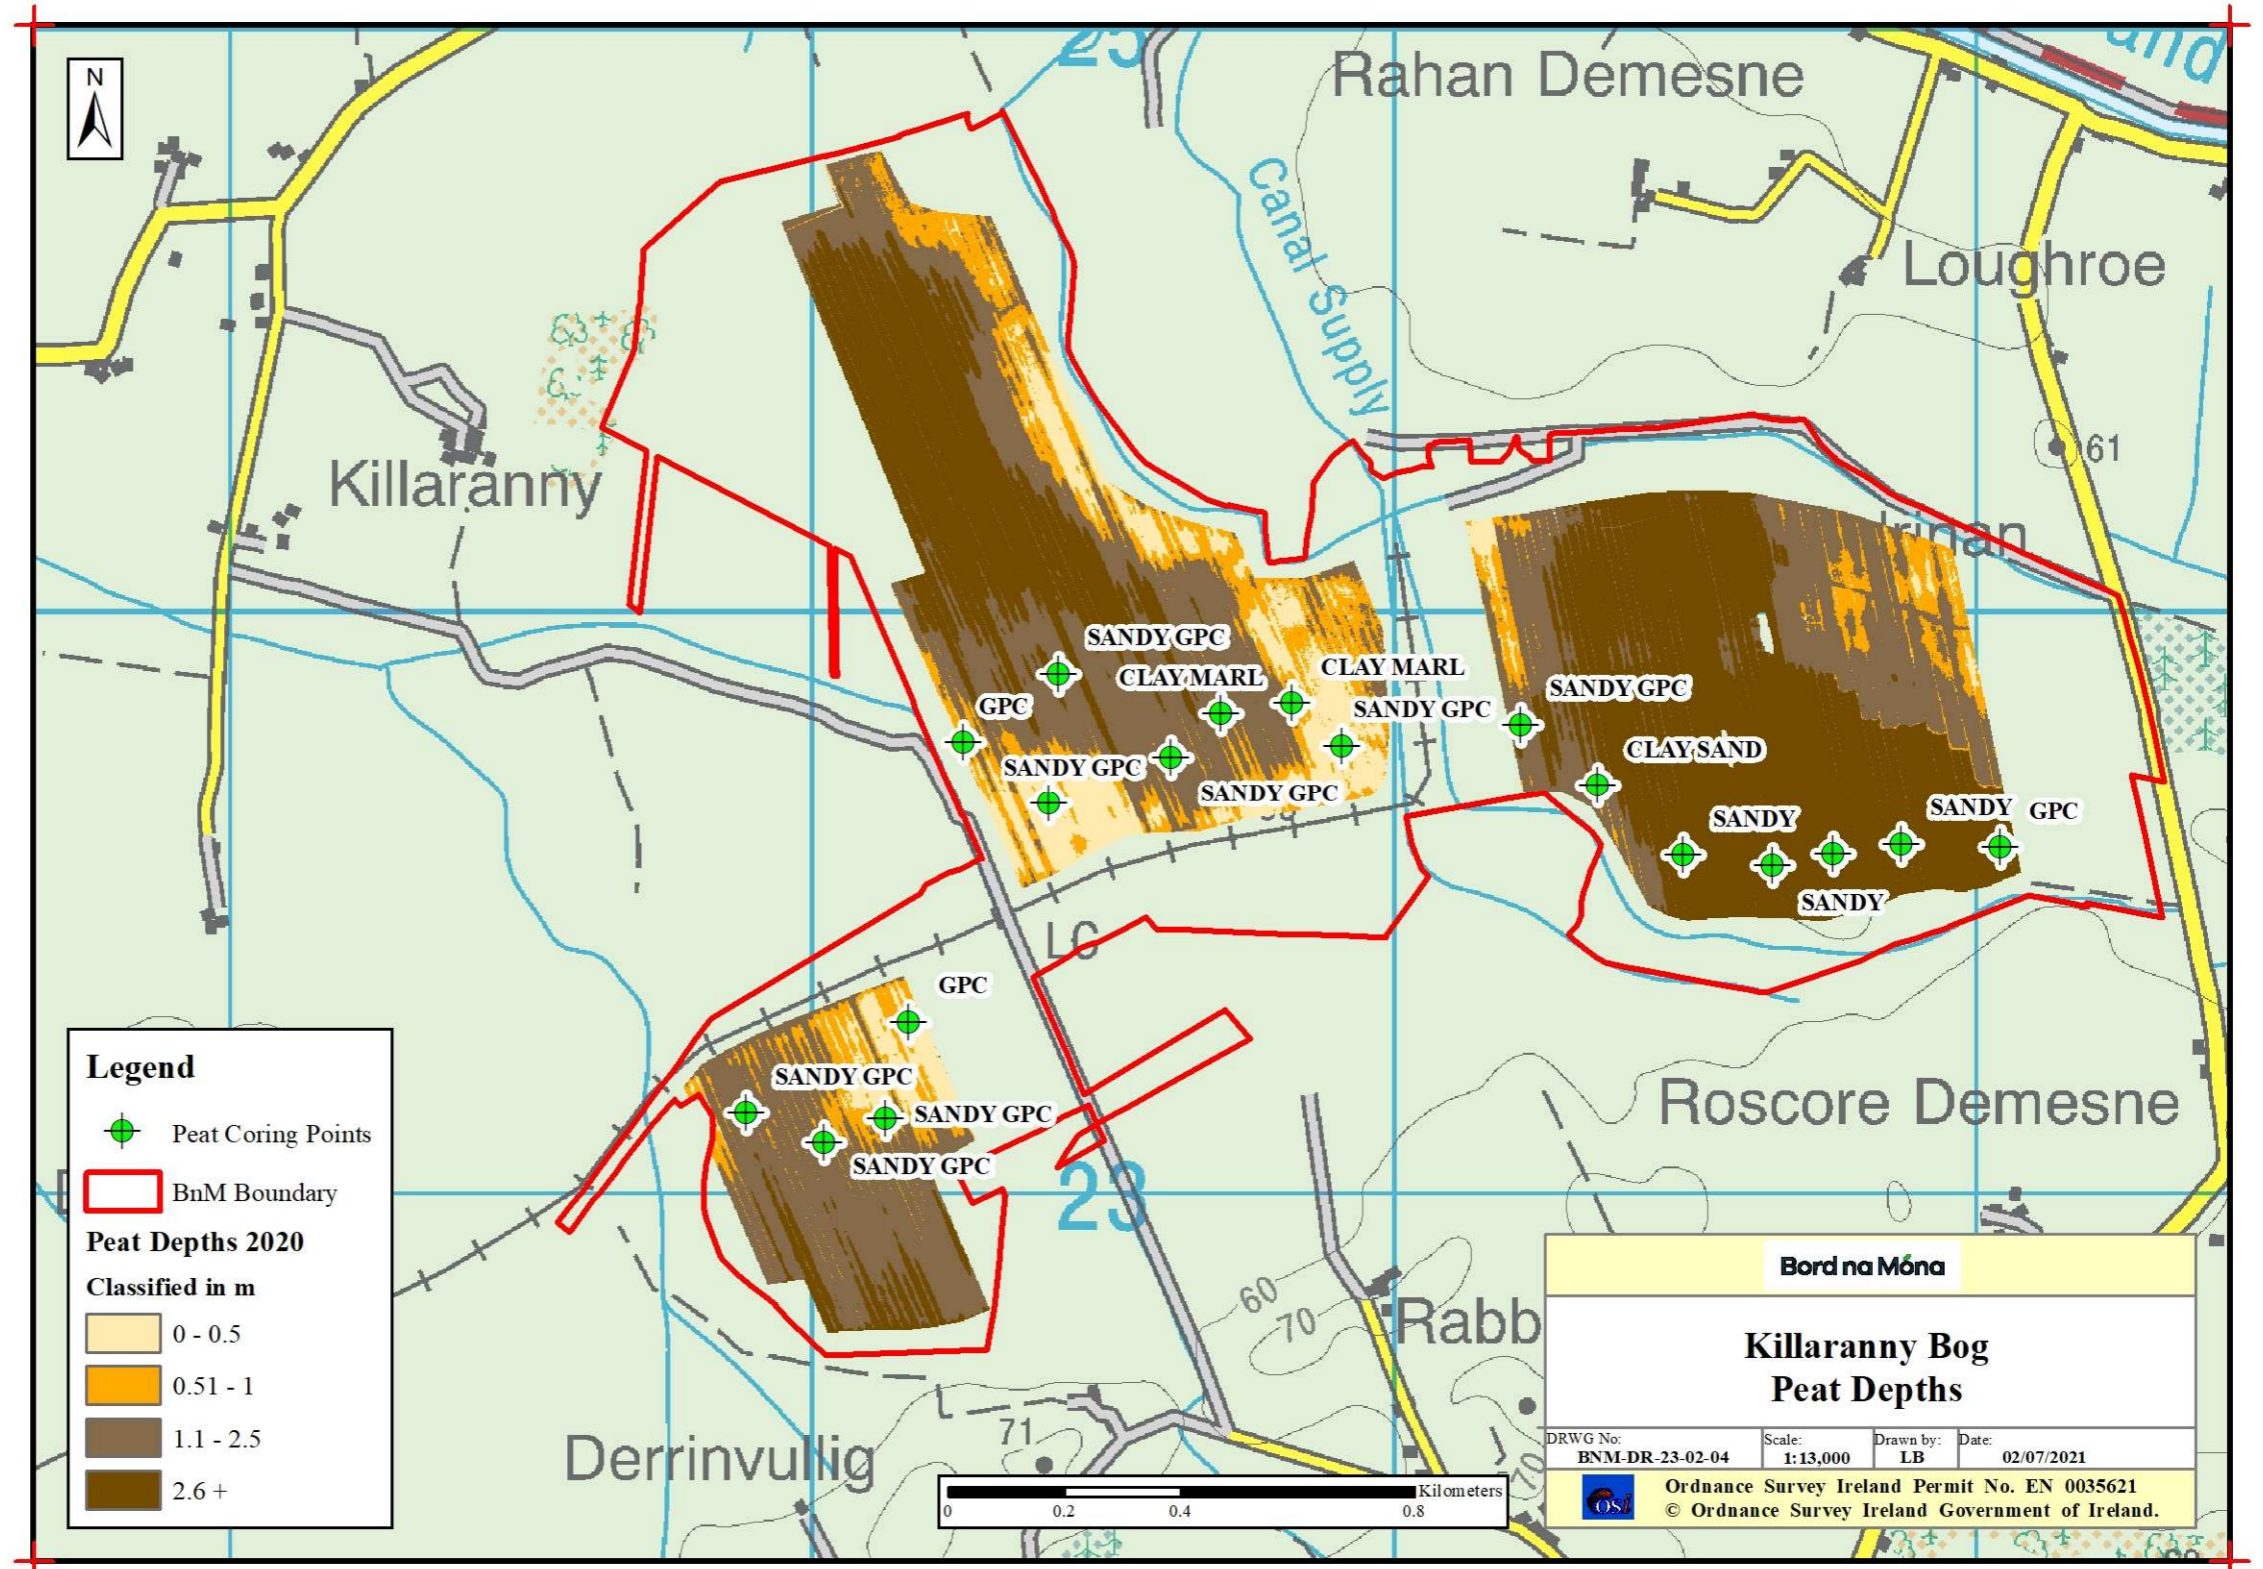 25
and
Rahan Demesne
N
Canal Supply
Loughroe
61
Killaranny
rinan
SANDY GPC
CLAY MARL
CLAY MARL
SANDY GPC
SANDY GPC
GPC
CLAY SAND
SANDY GPC
SANDY GPC
SANDY
SANDY
GPC
SANDY
LC
GPC
SANDY GPC
SANDY GPC
SANDY GPC
Roscore Demesne
23
60
70
Rabb
71
70
Derrinvullig
Legend
Peat Coring Points
BnM Boundary
Peat Depths 2020
Classified in m
0 - 0.5
0.51 - 1
1.1 - 2.5
2.6 +
Kilometers
0 0.2 0.4 0.8
Bord na Móna
Killaranny Bog
Peat Depths
DRWG No: Scale: Drawn by: Date:
BNM-DR-23-02-04 1:13,000 LB 02/07/2021
osi
Ordnance Survey Ireland Permit No. EN 0035621
© Ordnance Survey Ireland Government of Ireland.